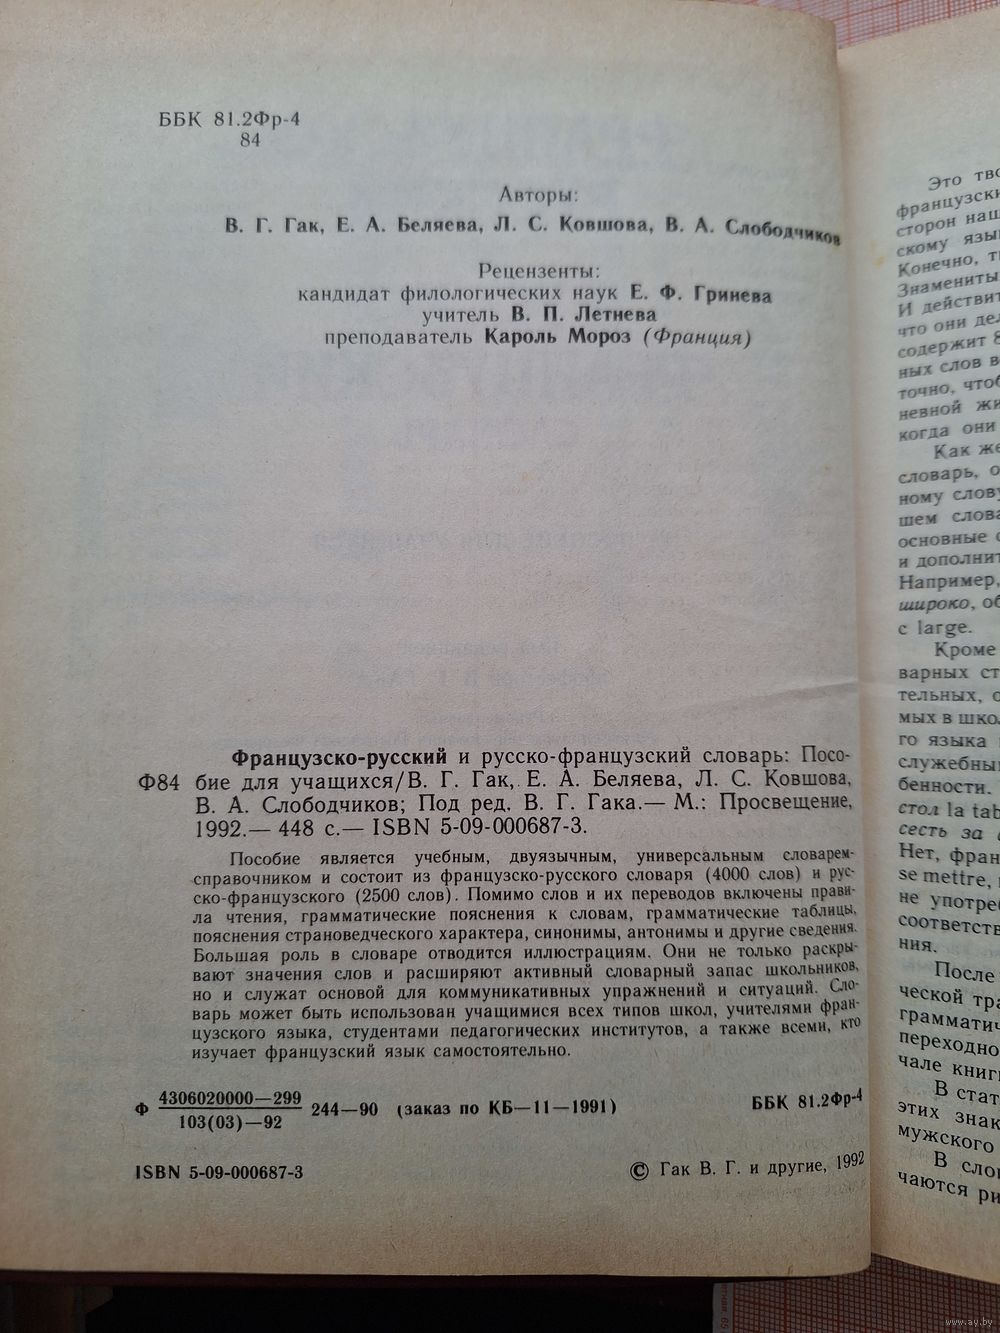 ББК 81.2Фр-4
84
Авторы:
В. Г. Гак, Е. А. Беляева, Л. С. Ковшова, В. А. Слободчиков
Рецензенты:
кандидат филологических наук Е. Ф. Гринева
учитель В. П. Летнева
преподаватель Кароль Мороз (Франция)
Французско-русский и русско-французский словарь: Посо-
Ф84 бие для учащихся/В. Г. Гак, Е. А. Беляева, Л. С. Ковшова,
В. А. Слободчиков; Под ред. В. Г. Гака.— М.: Просвещение,
1992.— 448 с.— ISBN 5-09-000687-3.
Пособие является учебным, двуязычным, универсальным словарем-
справочником и состоит из французско-русского словаря (4000 слов) и рус-
ско-французского (2500 слов). Помимо слов и их переводов включены прави-
ла чтения, грамматические пояснения к словам, грамматические таблицы,
пояснения страноведческого характера, синонимы, антонимы и другие сведения.
Большая роль в словаре отводится иллюстрациям. Они не только раскры-
вают значения слов и расширяют активный словарный запас школьников,
но и служат основой для коммуникативных упражнений и ситуаций. Сло-
варь может быть использован учащимися всех типов школ, учителями фран-
цузского языка, студентами педагогических институтов, а также всеми, кто
изучает французский язык самостоятельно.
Ф 4306020000—299
103(03)—92 244—90 (заказ по КБ—11—1991) ББК 81.2Фр-4
ISBN 5-09-000687-3 © Гак В. Г. и другие, 1992
Это тво
французски
сторон наш
скому язы
Конечно, т
Знамениты
И действит
что они дел
содержит 8
ных слов в
точно, чтоб
невной жи
когда они
Как же
словарь, о
ному слову
шем слова
основные
и дополнит
Например,
широко, об
с large.
Кроме
варных ст
тельных, с
мых в шко
го языка
служебны
бенности.
стол la tab
сесть за
Нет, фран
se mettre,
не употреб
соответств
ния.
После
ческой тра
граммати
переходно
чале книги
В стат
этих знак
мужского
В слов
чаются ри
www.ay.by